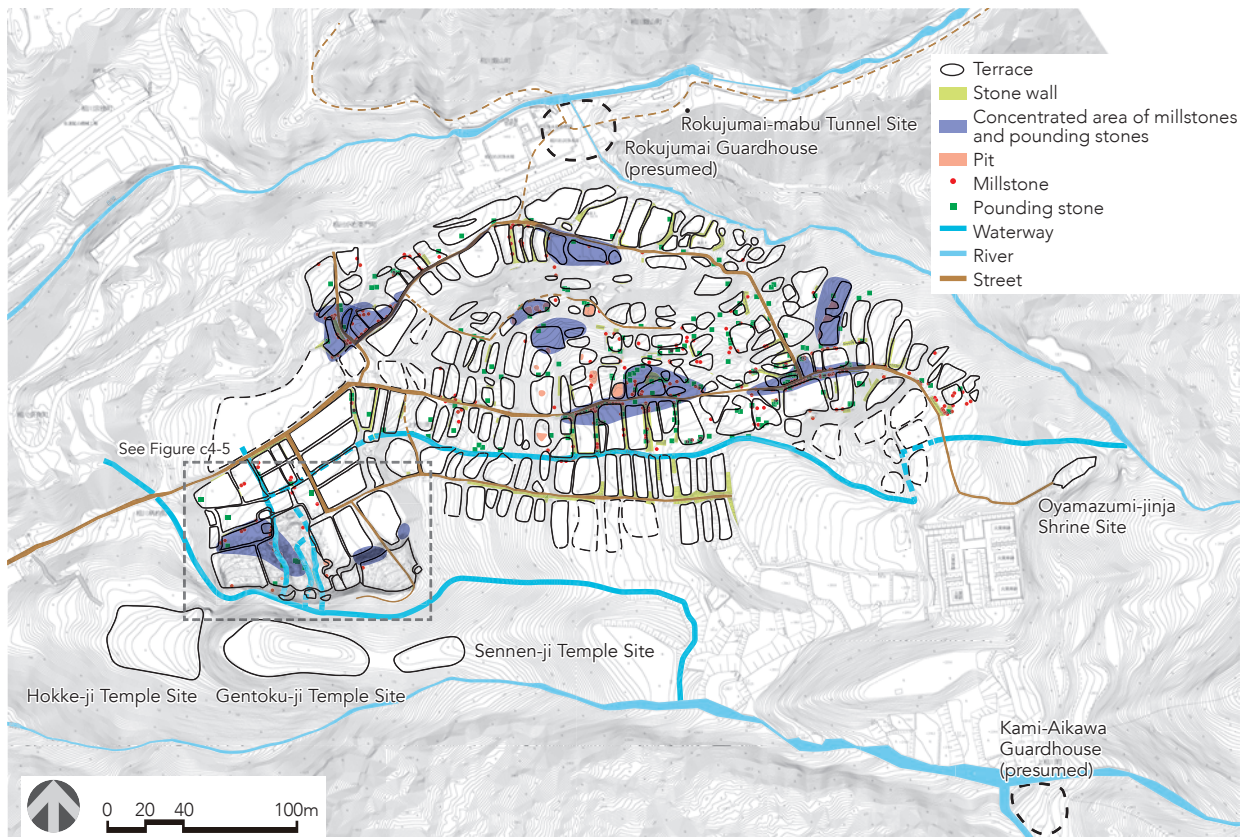 Terrace
Stone wall
Concentrated area of millstones
and pounding stones
Pit
Millstone
Pounding stone
Waterway
River
Street
Rokujumai-mabu Tunnel Site
Rokujumai Guardhouse
(presumed)
See Figure c4-5
Oyamazumi-jinja
Shrine Site
Sennen-ji Temple Site
Hokke-ji Temple Site
Gentoku-ji Temple Site
Kami-Aikawa
Guardhouse
(presumed)
0 20 40 100m